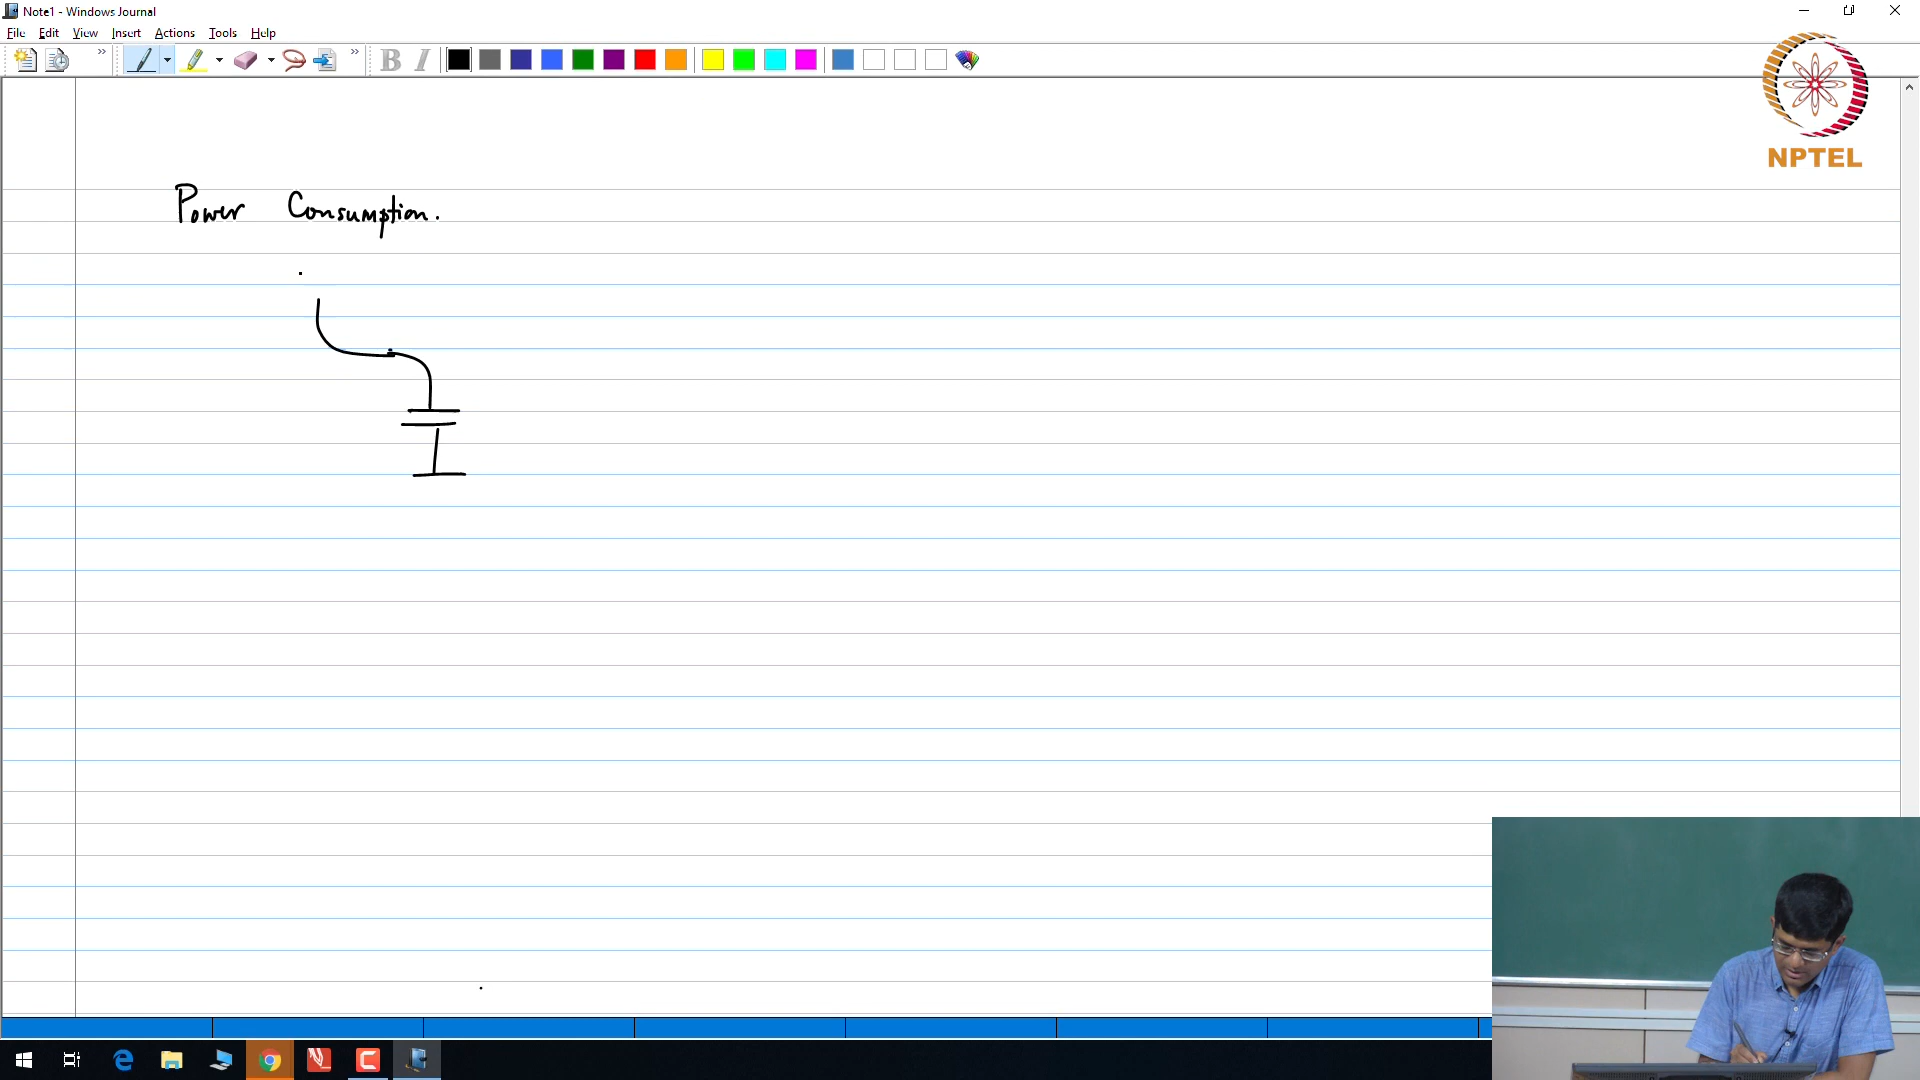 Note1 - Windows Journal
File Edit View Insert Actions Tools Help
B I
NPTEL
Power Consumption.